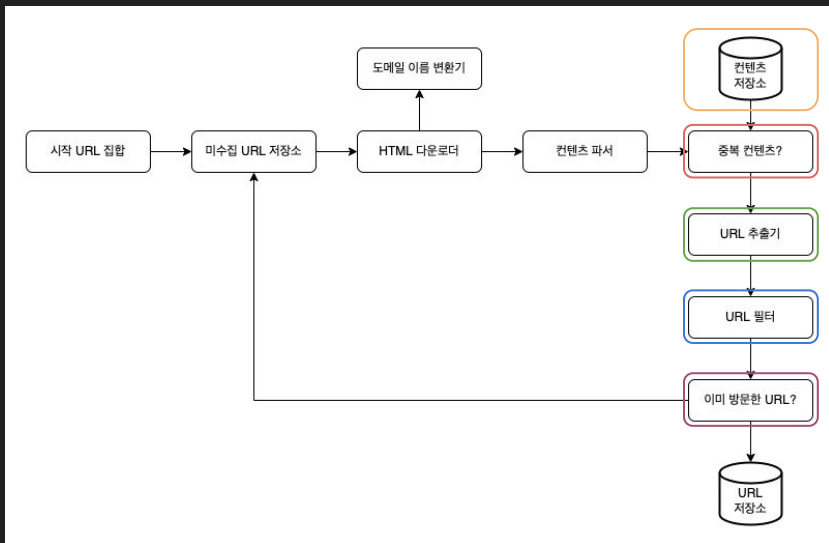 도메일 이름 변환기
컨텐츠
저장소
시작 URL 집합
미수집 URL 저장소
HTML 다운로더
컨텐츠 파서
중복 컨텐츠?
URL 추출기
URL 필터
이미 방문한 URL?
URL
저장소